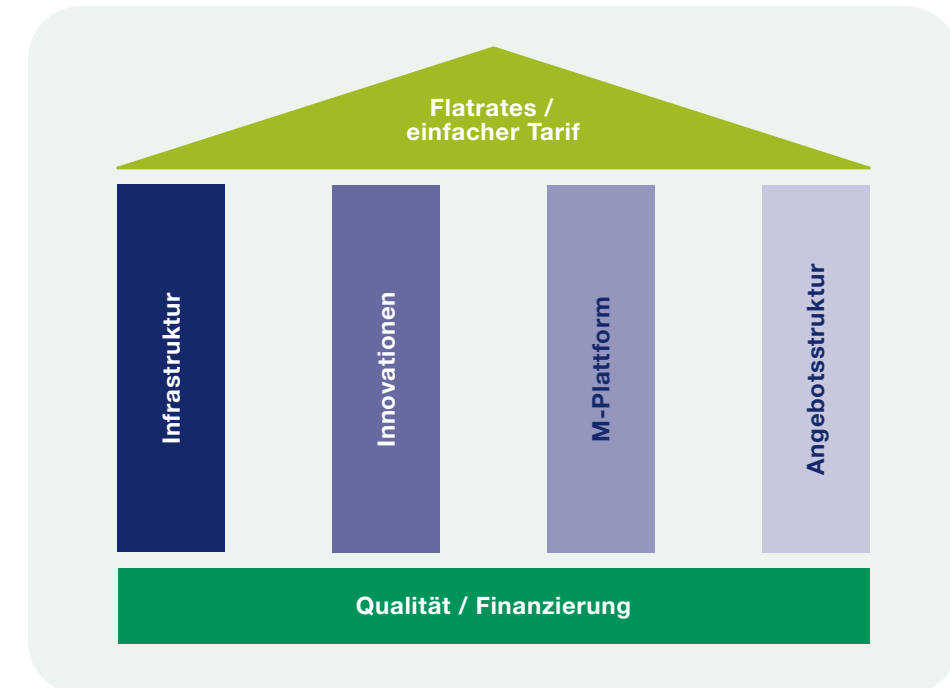 Flatrates /
einfacher Tarif
Infrastruktur
Innovationen
M-Plattform
Angebotsstruktur
Qualität / Finanzierung